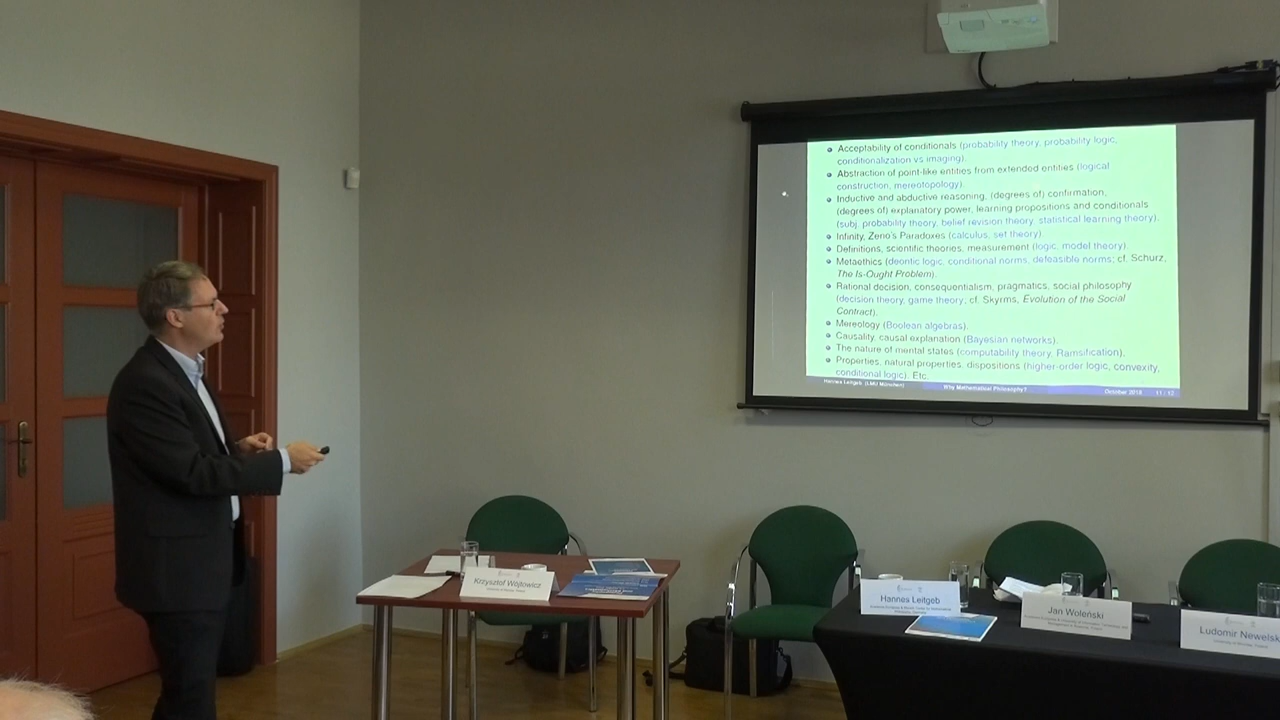 Acceptability of conditionals (probability theory, probability logic,
conditionalization vs imaging).
Abstraction of point-like entities from extended entities (logical
construction, mereotopology).
Inductive and abductive reasoning, (degrees of) confirmation,
(degrees of) explanatory power, learning propositions and conditionals
(subj. probability theory, belief revision theory, statistical learning theory).
Infinity, Zeno's Paradoxes (calculus, set theory).
Definitions, scientific theories, measurement (logic, model theory).
Metaethics (deontic logic, conditional norms, defeasible norms; cf. Schurz,
The Is-Ought Problem).
Rational decision, consequentialism, pragmatics, social philosophy
(decision theory, game theory; cf. Skyrms, Evolution of the Social
Contract).
Mereology (Boolean algebras).
Causality, causal explanation (Bayesian networks).
The nature of mental states (computability theory, Ramsification).
Properties, natural properties, dispositions (higher-order logic, convexity,
conditional logic). Etc.
Hannes Leitgeb (LMU München) Why Mathematical Philosophy? October 2018 11 / 12
Krzysztof Wójtowicz
Hannes Leitgeb
Jan Woleński
Ludomir Newelsk